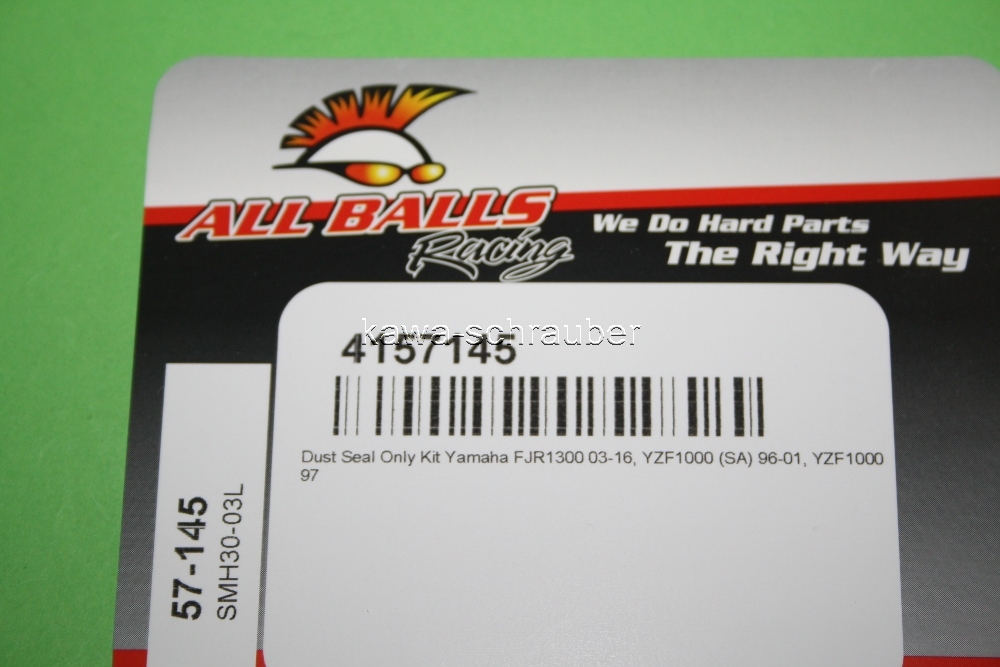 ALL BALLS
Racing
We Do Hard Parts
The Right Way
kawa-schrauber
4157145
Dust Seal Only Kit Yamaha FJR1300 03-16, YZF1000 (SA) 96-01, YZF1000
97
57-145
SMH30-03L